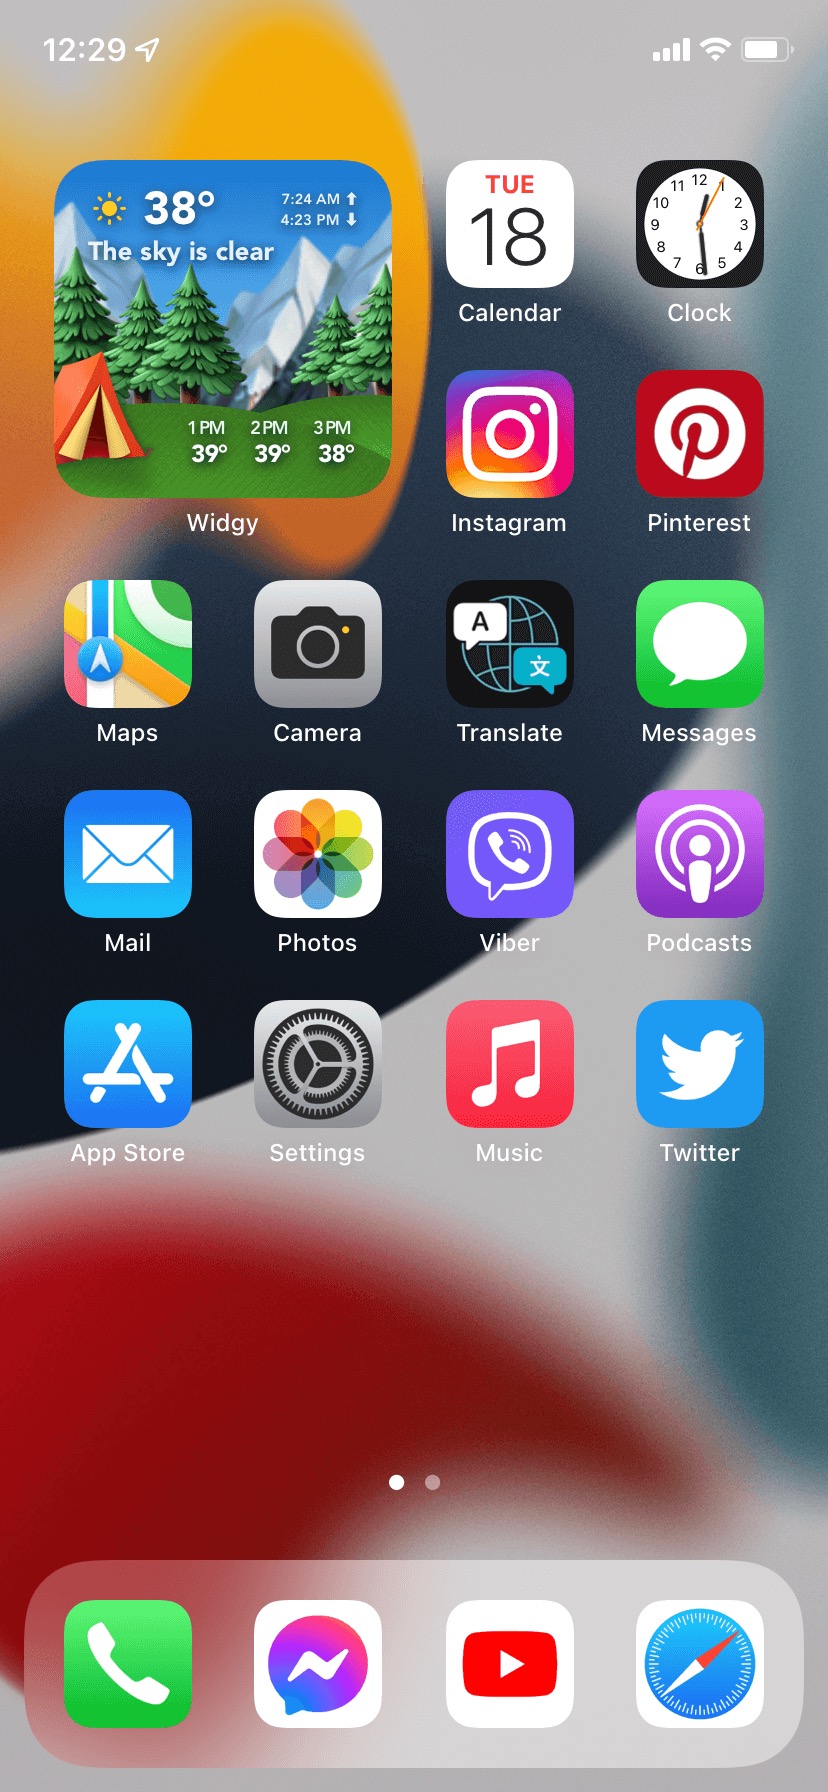 12:29
38°
7:24 AM
4:23 PM
The sky is clear
1 PM 2 PM 3 PM
39° 39° 38°
Widgy
TUE
18
Calendar
12
1
2
3
4
5
6
7
8
9
10
11
Clock
Instagram
Pinterest
Maps
Camera
A
文
Translate
Messages
Mail
Photos
Viber
Podcasts
App Store
Settings
Music
Twitter